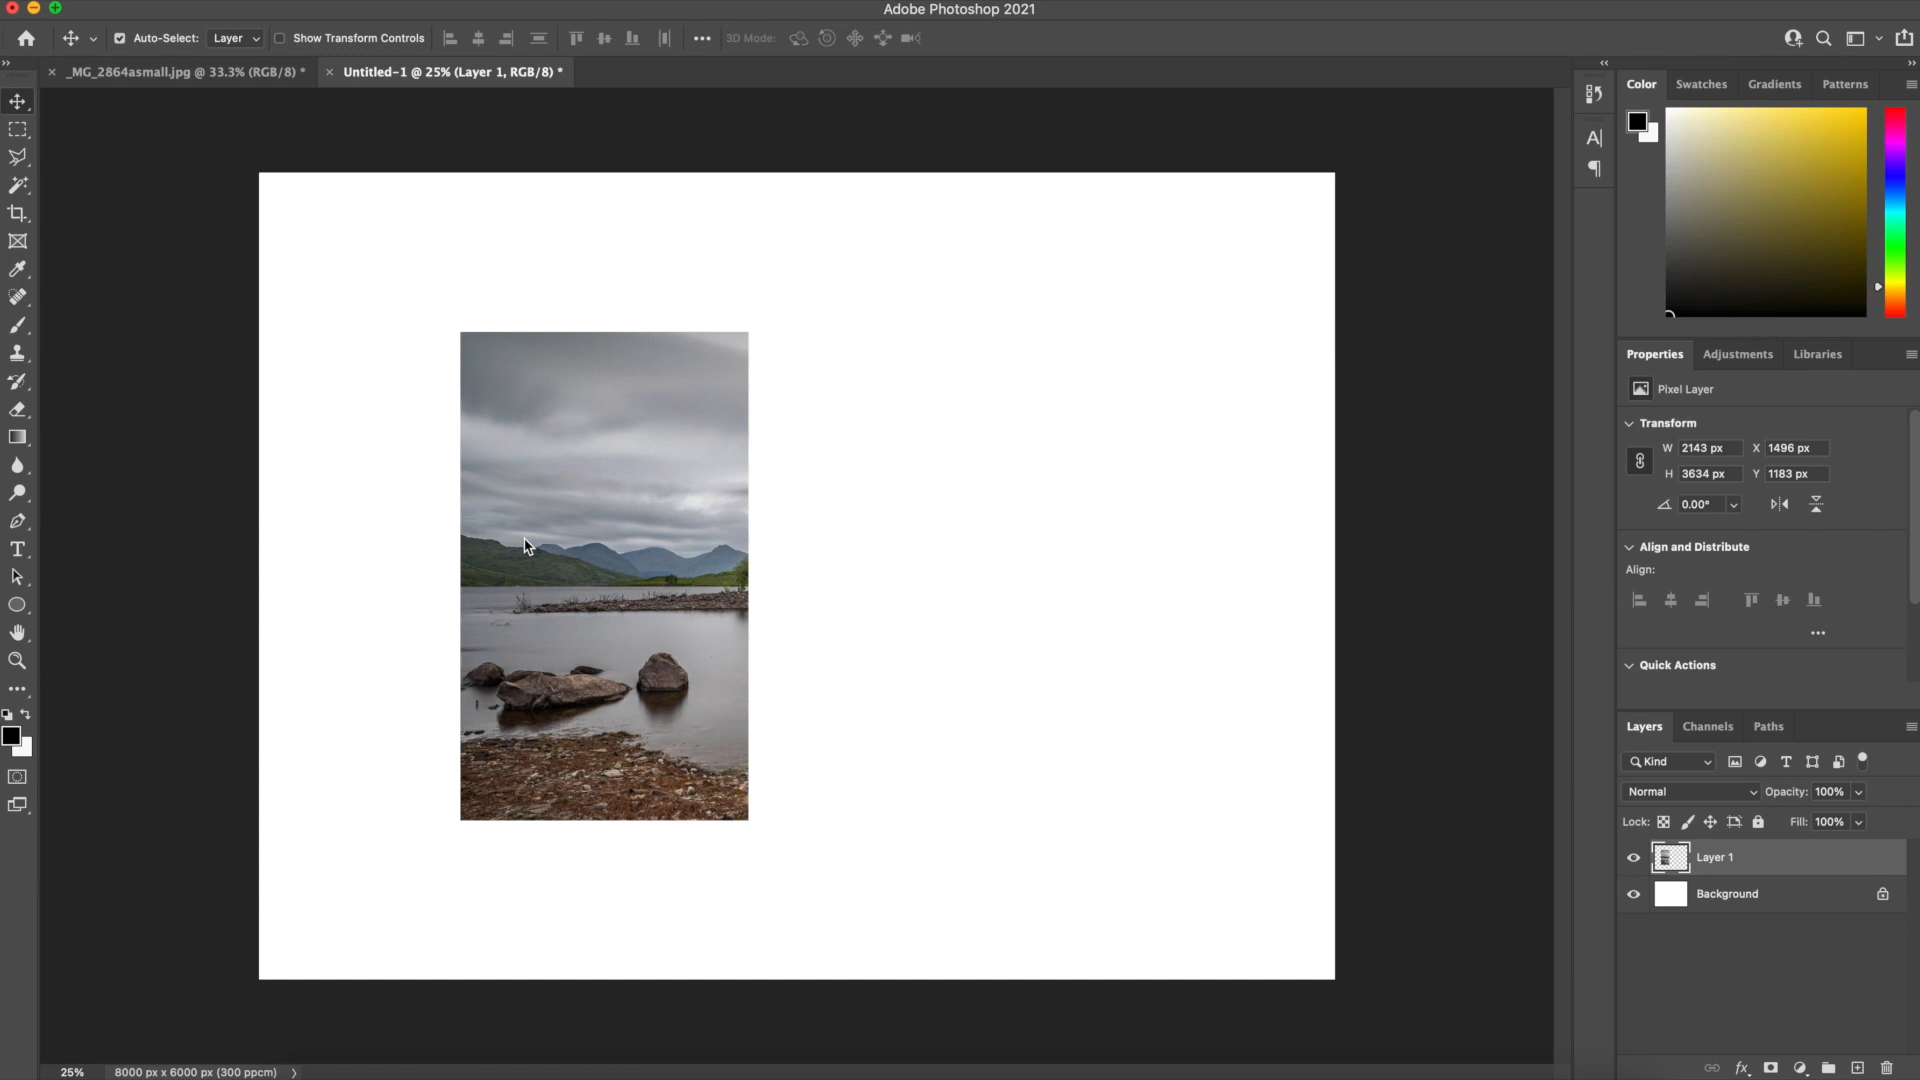 Adobe Photoshop 2021
Auto-Select: Layer Show Transform Controls 3D Mode:
_MG_2864asmall.jpg @ 33.3% (RGB/8) * Untitled-1 @ 25% (Layer 1, RGB/8) *
Color Swatches Gradients Patterns
Properties Adjustments Libraries
Pixel Layer
Transform
W 2143 px X 1496 px
H 3634 px Y 1183 px
0.00°
Align and Distribute
Align:
Quick Actions
Layers Channels Paths
Kind
Normal Opacity: 100%
Lock: Fill: 100%
Layer 1
Background
25% 8000 px x 6000 px (300 ppcm)